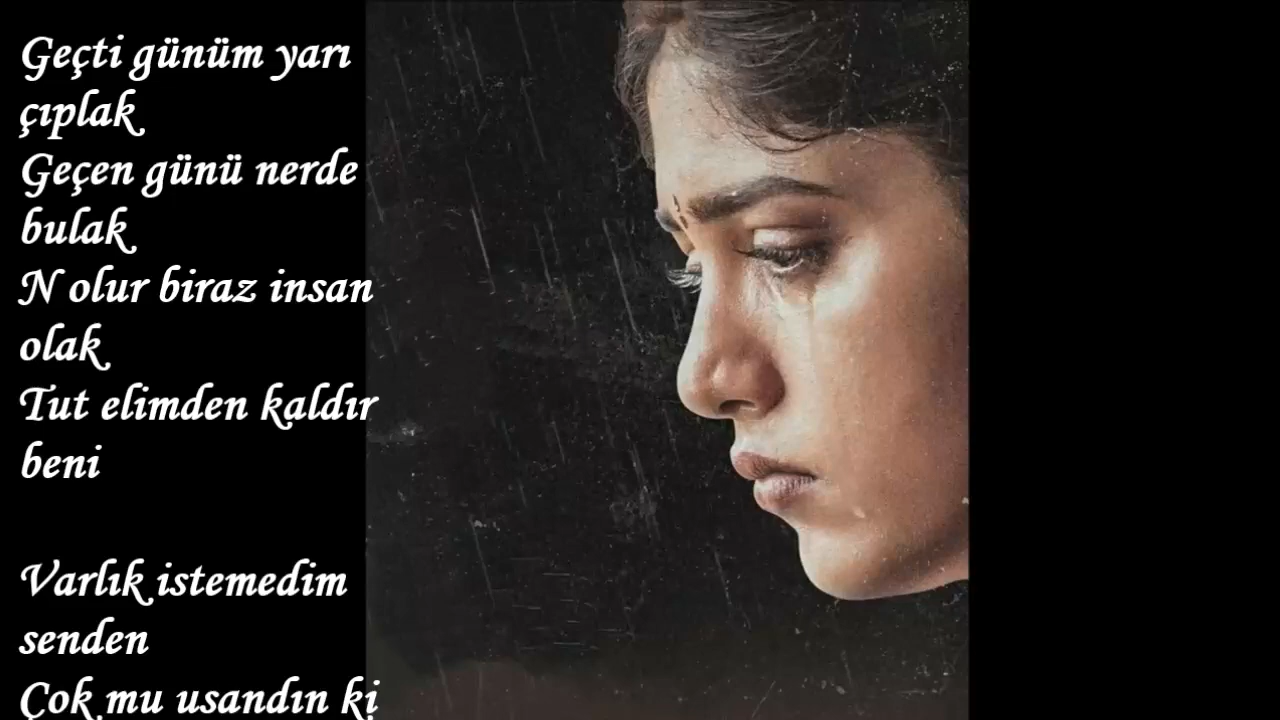 Geçti günüm yarı
çıplak
Geçen günü nerde
bulak
N olur biraz insan
olak
Tut elimden kaldır
beni
Varlık istemedim
senden
Çok mu usandın ki